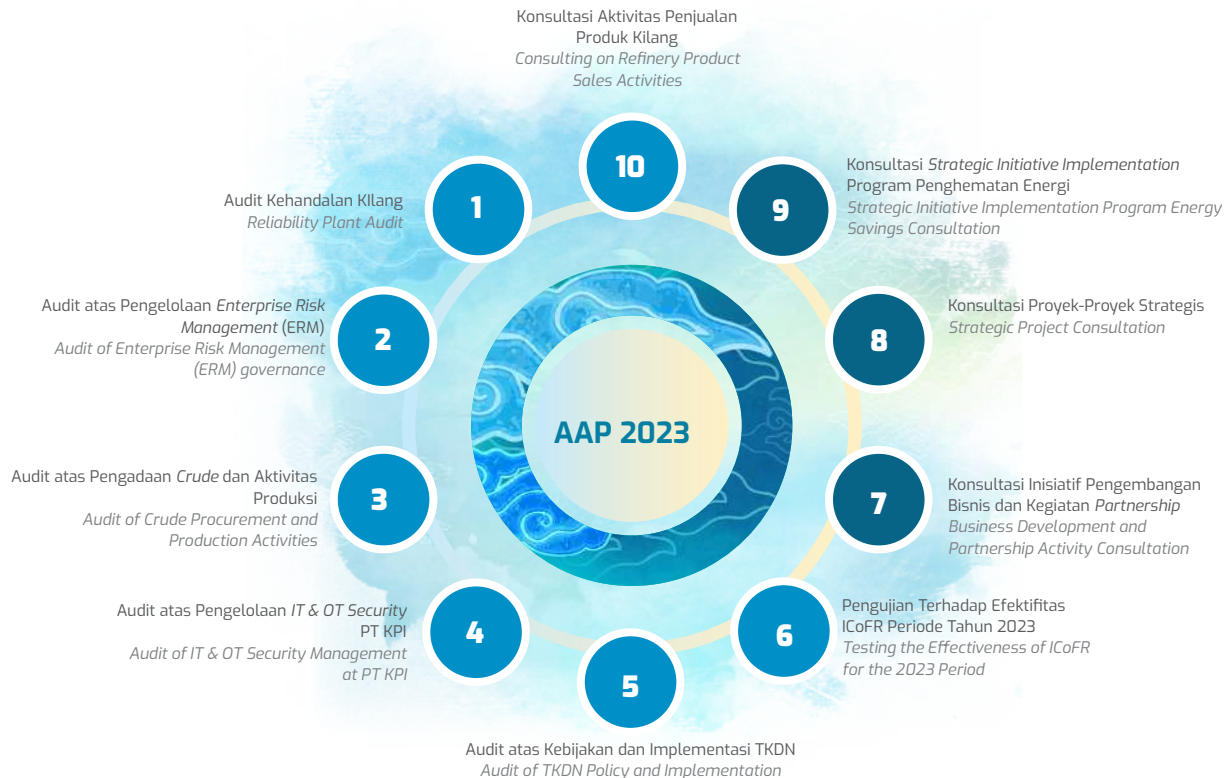 Konsultasi Aktivitas Penjualan
Produk Kilang
Consulting on Refinery Product
Sales Activities
10
1
Audit Kehandalan KIlang
Reliability Plant Audit
9
Konsultasi Strategic Initiative Implementation
Program Penghematan Energi
Strategic Initiative Implementation Program Energy
Savings Consultation
2
Audit atas Pengelolaan Enterprise Risk
Management (ERM)
Audit of Enterprise Risk Management
(ERM) governance
8
Konsultasi Proyek-Proyek Strategis
Strategic Project Consultation
AAP 2023
3
Audit atas Pengadaan Crude dan Aktivitas
Produksi
Audit of Crude Procurement and
Production Activities
7
Konsultasi Inisiatif Pengembangan
Bisnis dan Kegiatan Partnership
Business Development and
Partnership Activity Consultation
4
Audit atas Pengelolaan IT & OT Security
PT KPI
Audit of IT & OT Security Management
at PT KPI
6
Pengujian Terhadap Efektifitas
ICoFR Periode Tahun 2023
Testing the Effectiveness of ICoFR
for the 2023 Period
5
Audit atas Kebijakan dan Implementasi TKDN
Audit of TKDN Policy and Implementation